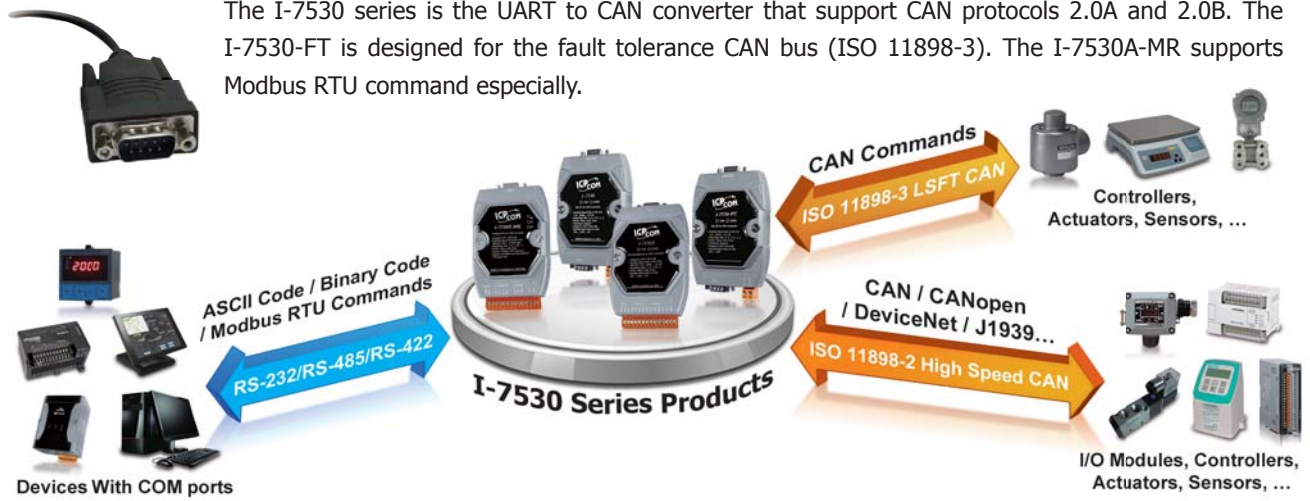 The I-7530 series is the UART to CAN converter that support CAN protocols 2.0A and 2.0B. The
I-7530-FT is designed for the fault tolerance CAN bus (ISO 11898-3). The I-7530A-MR supports
Modbus RTU command especially.
CAN Commands
ISO 11898-3 LSFT CAN
Controllers,
Actuators, Sensors, ...
ASCII Code / Binary Code
/ Modbus RTU Commands
RS-232/RS-485/RS-422
Devices With COM ports
I-7530 Series Products
CAN / CANopen
/ DeviceNet / J1939...
ISO 11898-2 High Speed CAN
I/O Modules, Controllers,
Actuators, Sensors, ...